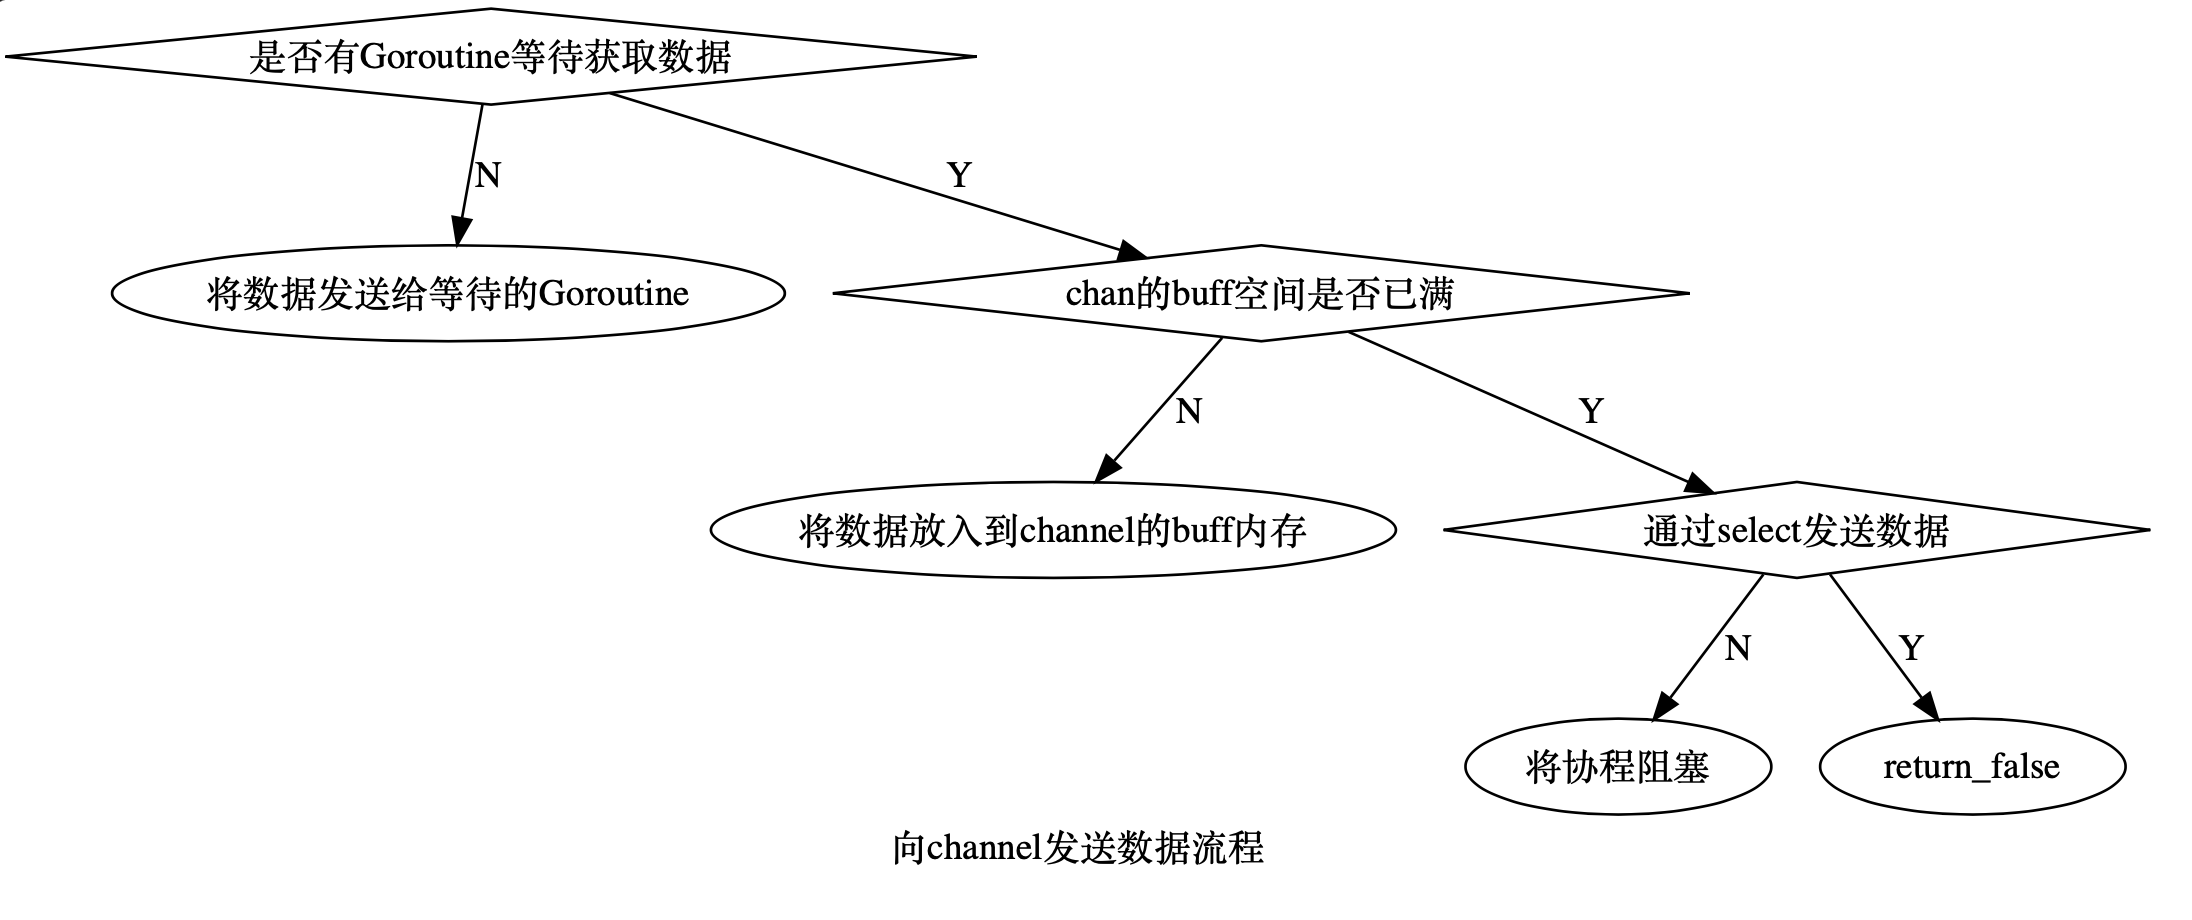 是否有Goroutine等待获取数据
N
Y
将数据发送给等待的Goroutine
chan的buff空间是否已满
N
Y
将数据放入到channel的buff内存
通过select发送数据
N
Y
将协程阻塞
return_false
向channel发送数据流程